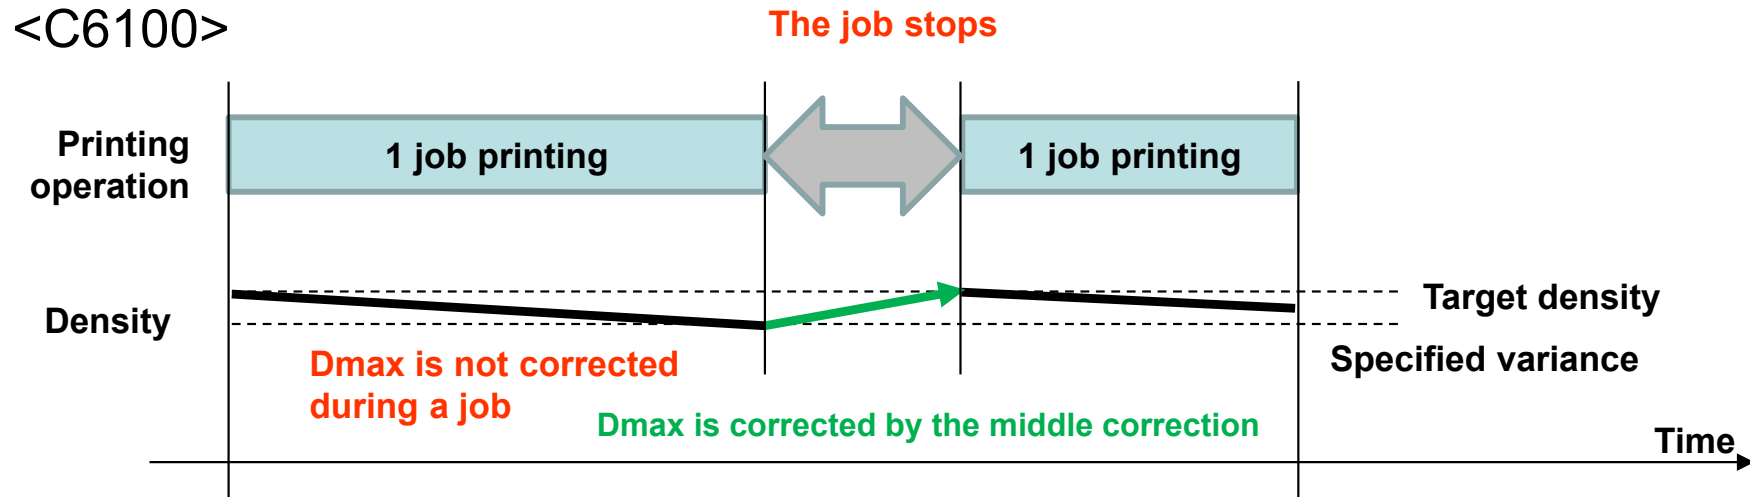 <C6100>
The job stops
Printing
operation
1 job printing
1 job printing
Density
Target density
Specified variance
Dmax is not corrected
during a job
Dmax is corrected by the middle correction
Time